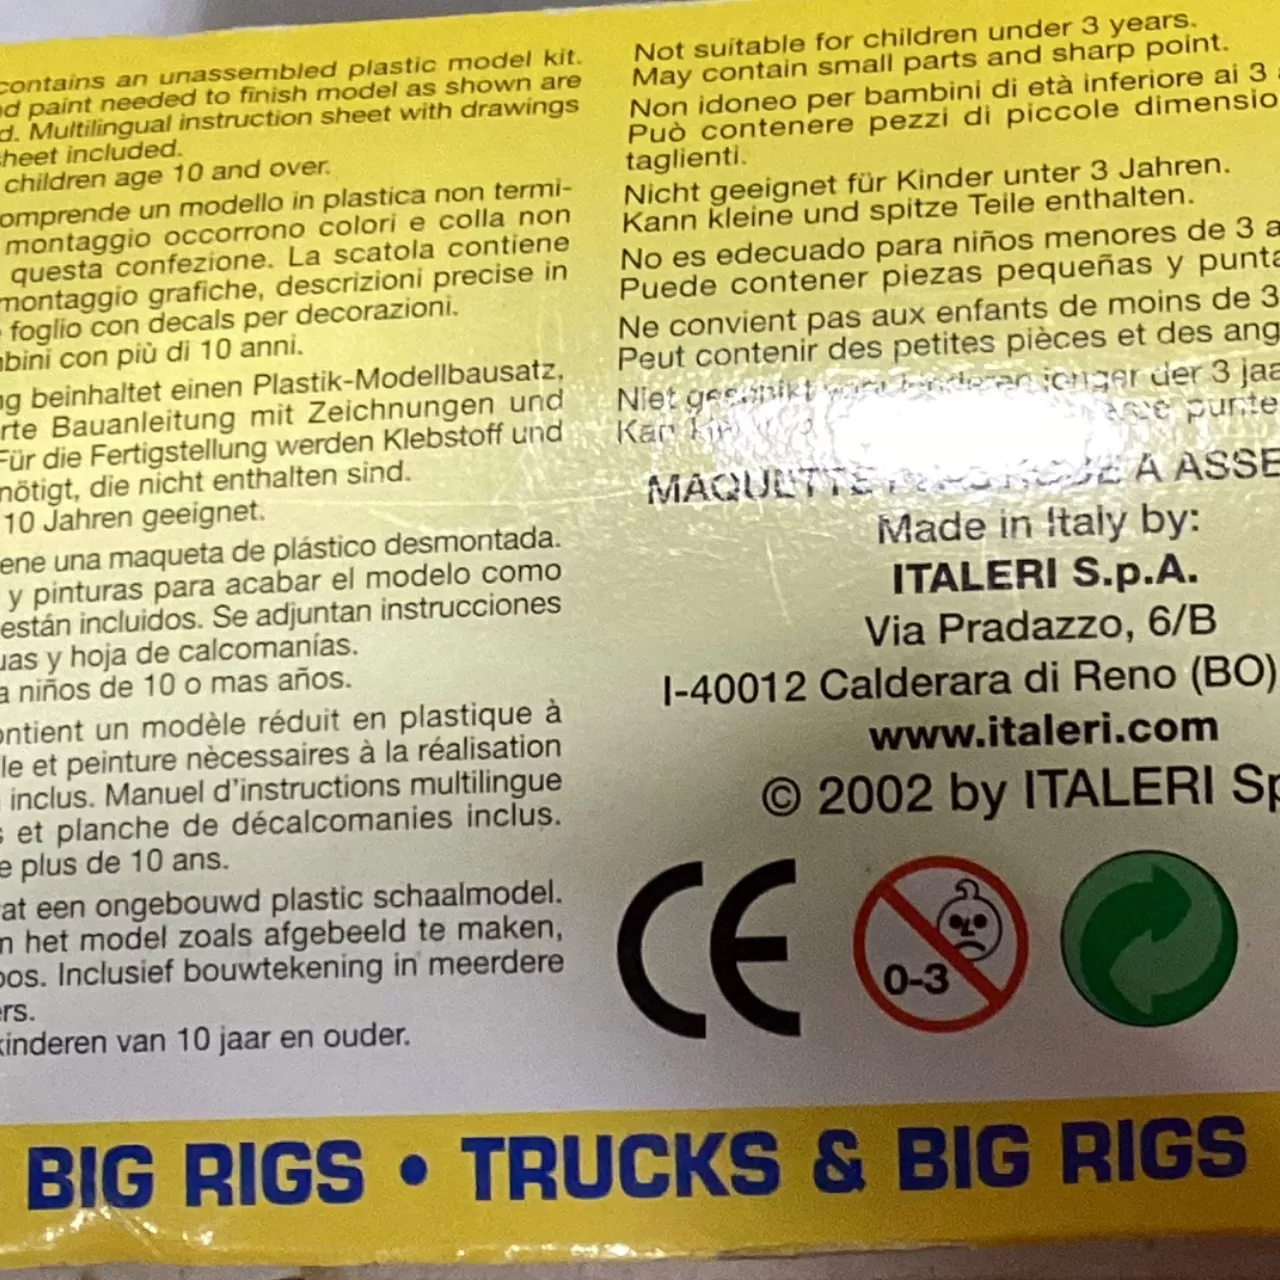 contains an unassembled plastic model kit.
d paint needed to finish model as shown are
d. Multilingual instruction sheet with drawings
heet included.
children age 10 and over.
omprende un modello in plastica non termi-
montaggio occorrono colori e colla non
questa confezione. La scatola contiene
montaggio grafiche, descrizioni precise in
foglio con decals per decorazioni.
bini con più di 10 anni.
ng beinhaltet einen Plastik-Modellbausatz,
rte Bauanleitung mit Zeichnungen und
Für die Fertigstellung werden Klebstoff und
nötigt, die nicht enthalten sind.
10 Jahren geeignet.
ene una maqueta de plástico desmontada.
y pinturas para acabar el modelo como
están incluidos. Se adjuntan instrucciones
uas y hoja de calcomanías.
a niños de 10 o mas años.
ontient un modèle réduit en plastique à
le et peinture nècessaires à la réalisation
inclus. Manuel d'instructions multilingue
s et planche de décalcomanies inclus.
e plus de 10 ans.
at een ongebouwd plastic schaalmodel.
n het model zoals afgebeeld te maken,
oos. Inclusief bouwtekening in meerdere
ers.
kinderen van 10 jaar en ouder.
Not suitable for children under 3 years.
May contain small parts and sharp point.
Non idoneo per bambini di età inferiore ai 3 a
Può contenere pezzi di piccole dimensio
taglienti.
Nicht geeignet für Kinder unter 3 Jahren.
Kann kleine und spitze Teile enthalten.
No es edecuado para niños menores de 3 a
Puede contener piezas pequeñas y punta
Ne convient pas aux enfants de moins de 3
Peut contenir des petites pièces et des ang
Niet der 3 jaa
Kan punte
MAQUETTE A ASSE
Made in Italy by:
ITALERI S.p.A.
Via Pradazzo, 6/B
I-40012 Calderara di Reno (BO)
www.italeri.com
© 2002 by ITALERI Sp
CE
0-3
BIG RIGS • TRUCKS & BIG RIGS